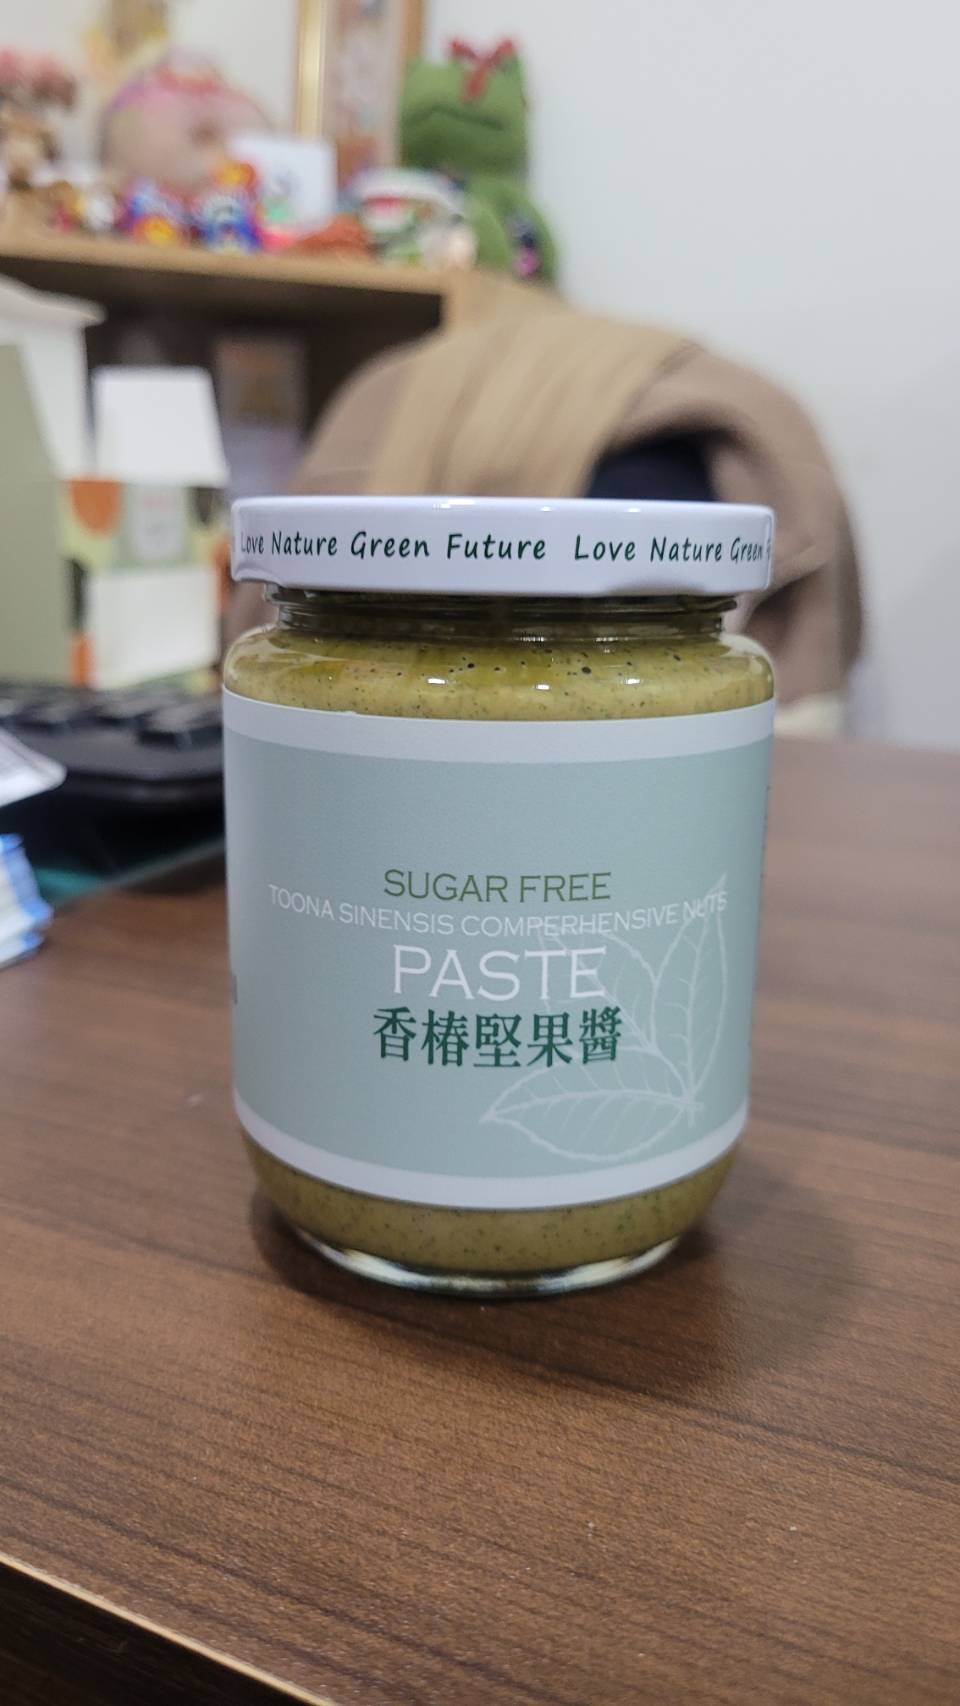 Love Nature Green Future Love Nature Green
SUGAR FREE
TOONA SINENSIS COMPERHENSIVE NUTS
PASTE
香椿堅果醬